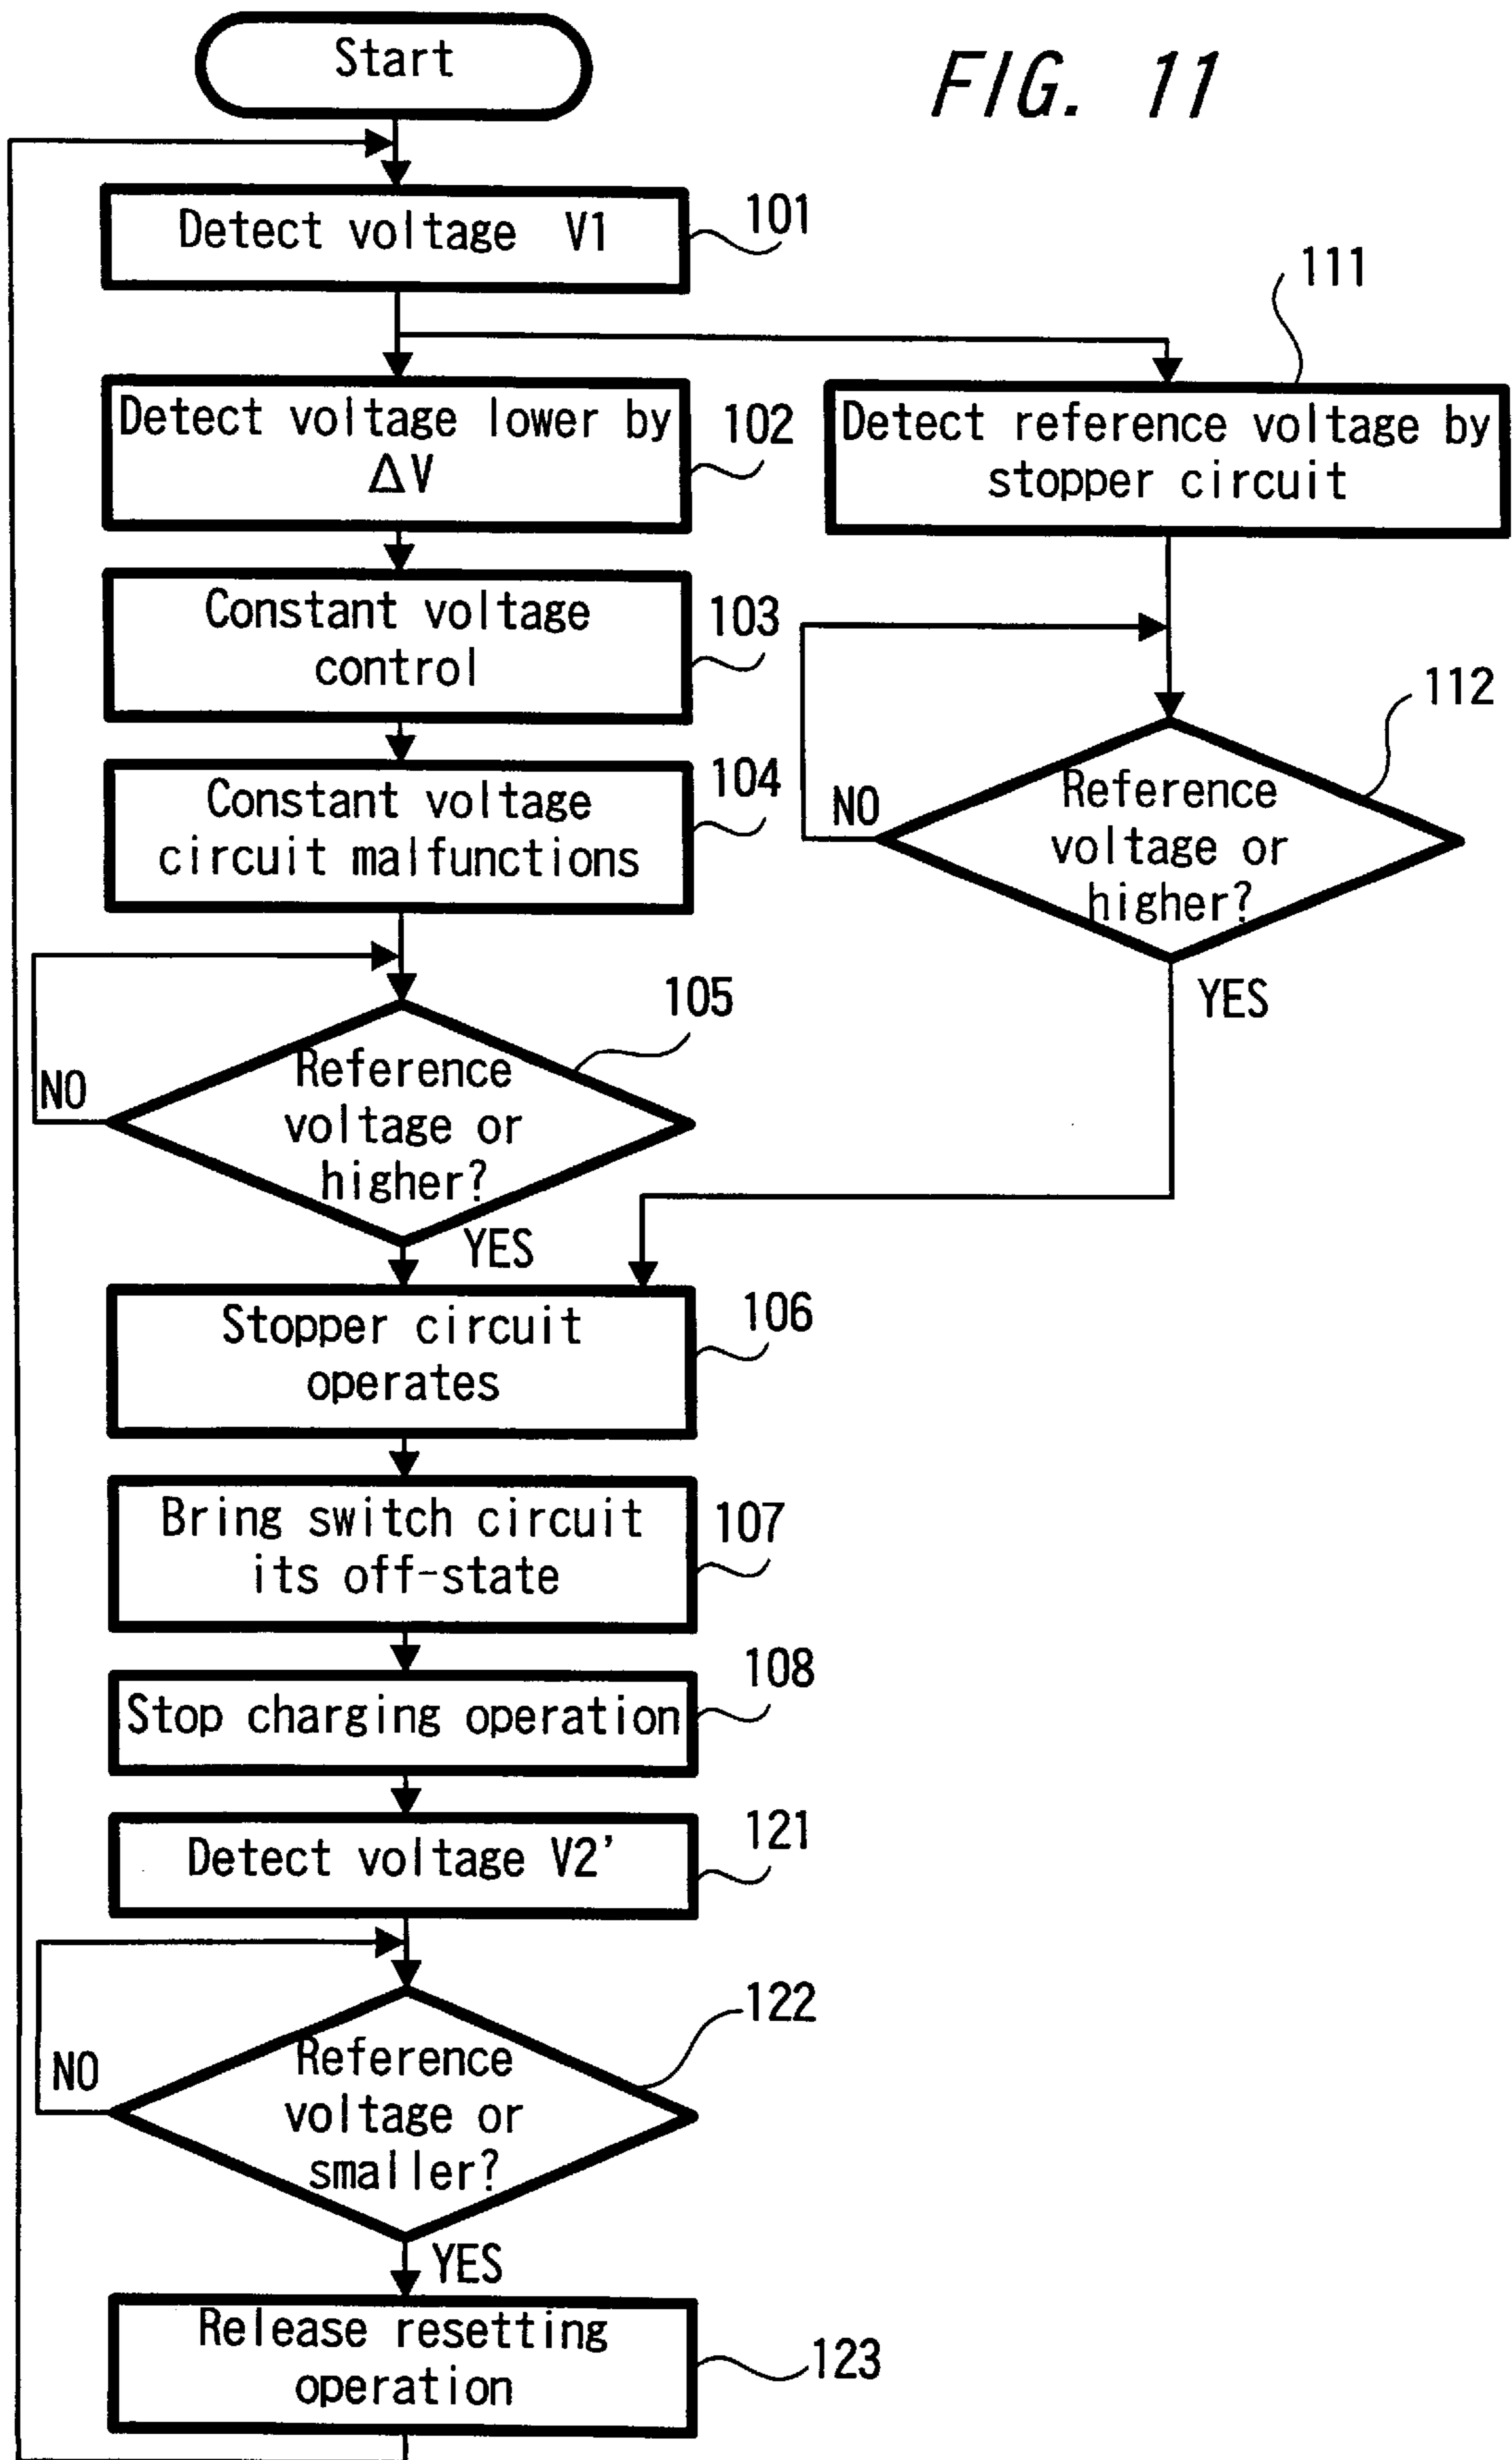 Start
FIG. 11
Detect voltage V1
101
111
Detect voltage lower by
ΔV
102
Detect reference voltage by
stopper circuit
Constant voltage
control
103
112
Constant voltage
circuit malfunctions
104
NO
Reference
voltage or
higher?
YES
105
NO
Reference
voltage or
higher?
YES
Stopper circuit
operates
106
Bring switch circuit
its off-state
107
Stop charging operation
108
Detect voltage V2'
121
122
NO
Reference
voltage or
smaller?
YES
Release resetting
operation
123